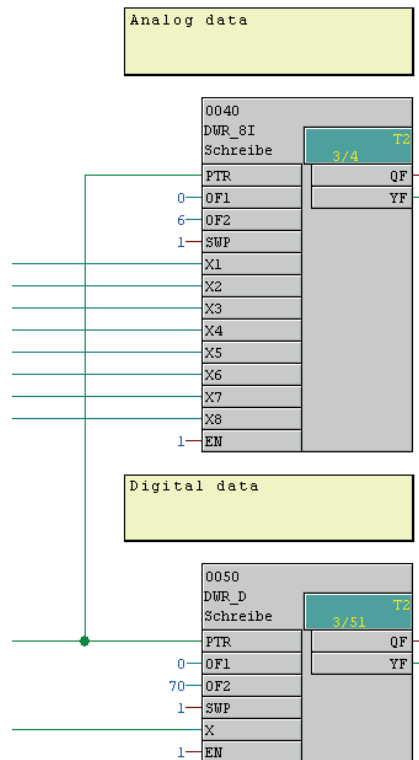 Analog data
0040
DWR_8I
Schreibe
T2
3/4
PTR
QF
0
OF1
YF
6
OF2
1
SWP
X1
X2
X3
X4
X5
X6
X7
X8
1
EN
Digital data
0050
DWR_D
Schreibe
T2
3/51
PTR
QF
0
OF1
YF
70
OF2
1
SWP
X
1
EN